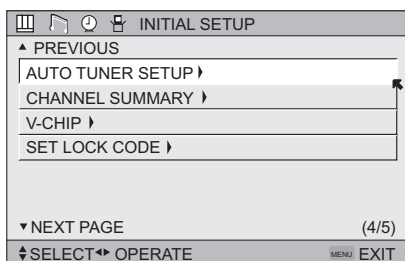 INITIAL SETUP
PREVIOUS
AUTO TUNER SETUP
CHANNEL SUMMARY
V-CHIP
SET LOCK CODE
NEXT PAGE (4/5)
SELECT OPERATE MENU EXIT